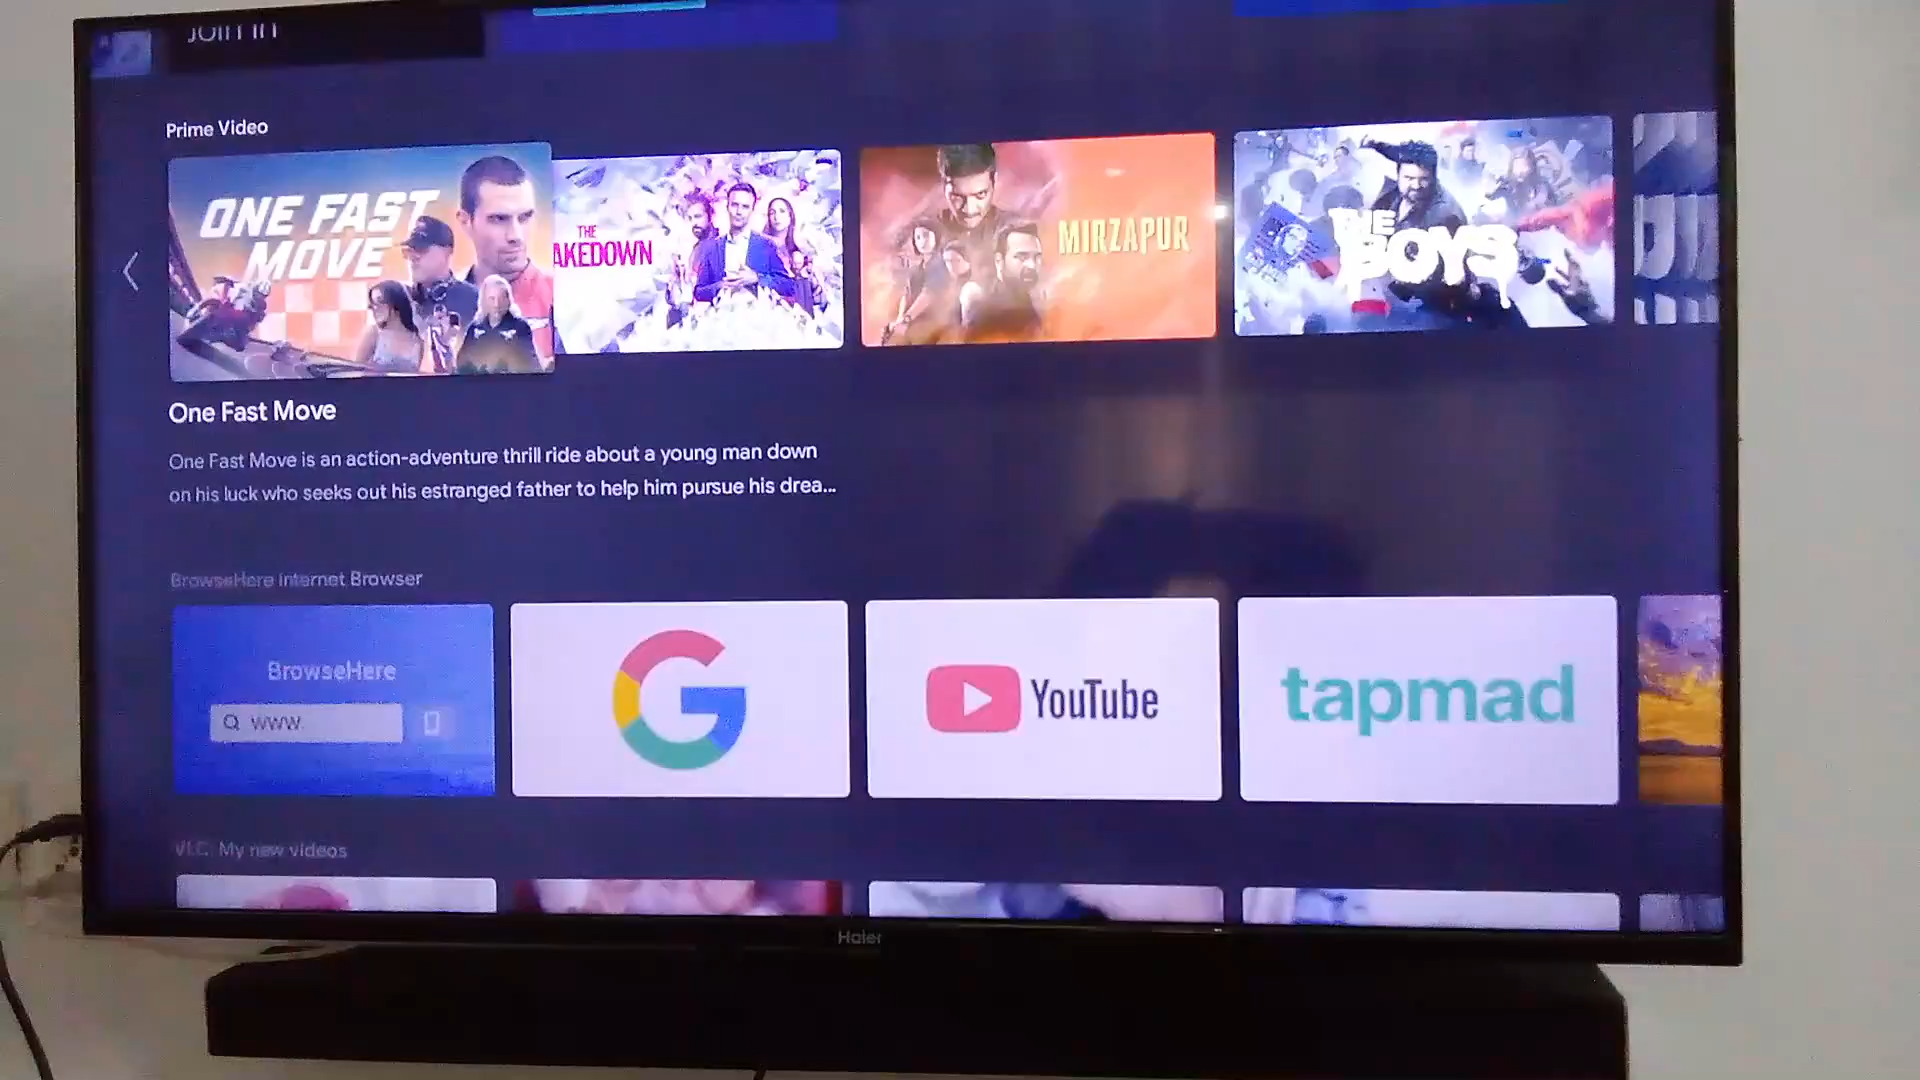 Join in
Prime Video
ONE FAST
MOVE
THE
AKEDOWN
MIRZAPUR
THE
BOYS
One Fast Move
One Fast Move is an action-adventure thrill ride about a young man down
on his luck who seeks out his estranged father to help him pursue his drea...
BrowseHere Internet Browser
BrowseHere
www.
G
YouTube
tapmad
VLC: My new videos
Haier